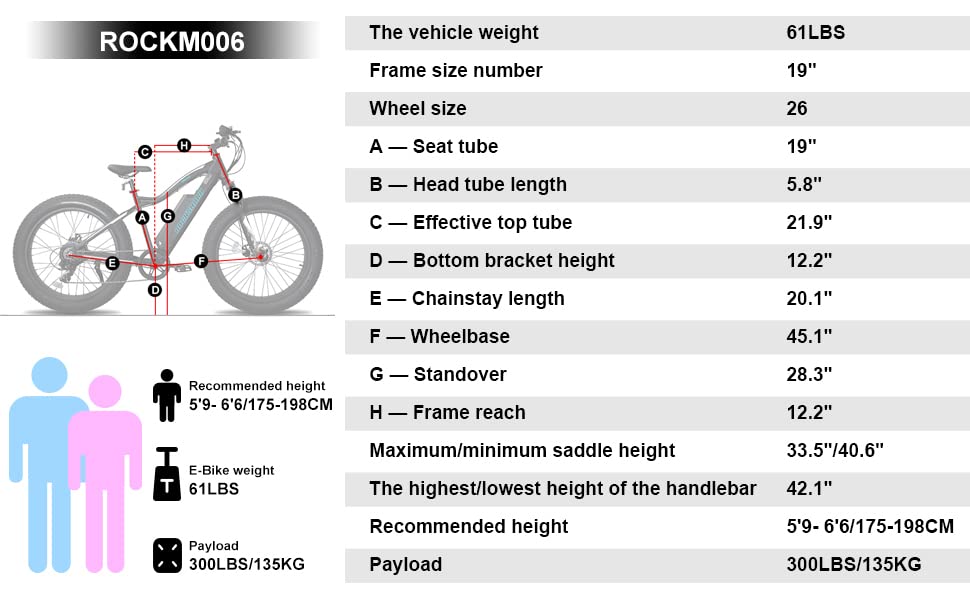 ROCKM006
C
H
B
A
G
E
F
D
Recommended height
5'9- 6'6/175-198CM
E-Bike weight
61LBS
Payload
300LBS/135KG
The vehicle weight 61LBS
Frame size number 19"
Wheel size 26
A — Seat tube 19"
B — Head tube length 5.8"
C — Effective top tube 21.9"
D — Bottom bracket height 12.2"
E — Chainstay length 20.1"
F — Wheelbase 45.1"
G — Standover 28.3"
H — Frame reach 12.2"
Maximum/minimum saddle height 33.5"/40.6"
The highest/lowest height of the handlebar 42.1"
Recommended height 5'9- 6'6/175-198CM
Payload 300LBS/135KG